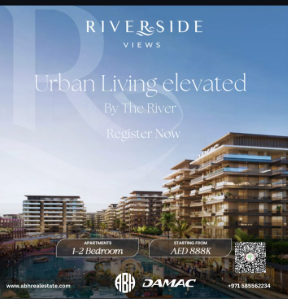 RIVERSIDE
VIEWS
Urban Living elevated
By The River
Register Now
APARTMENTS
1-2 Bedroom
STARTING FROM
AED 888K
www.abhrealestate.com
ABH
DAMAC
+971 585562234